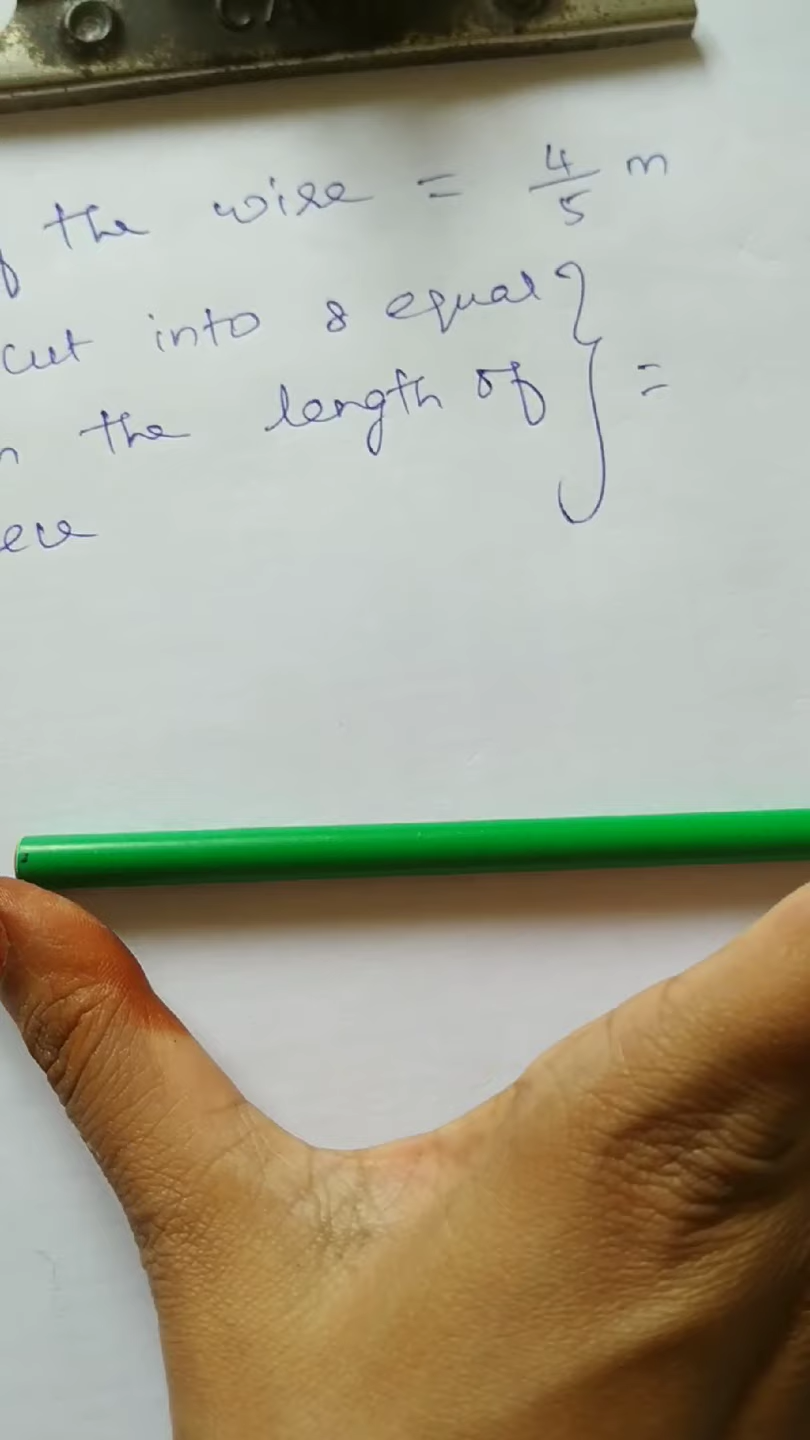 the wire = 4/5 m
cut into 8 equal
the length of } =